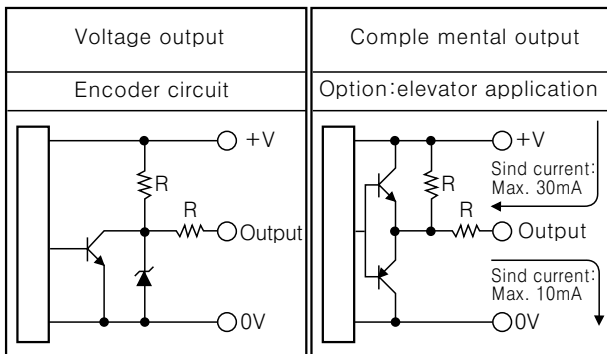 Voltage output
Encoder circuit
+V
R
R
Output
0V
Comple mental output
Option:elevator application
+V
Sind current:
Max. 30mA
R
R
Output
Sind current:
Max. 10mA
0V